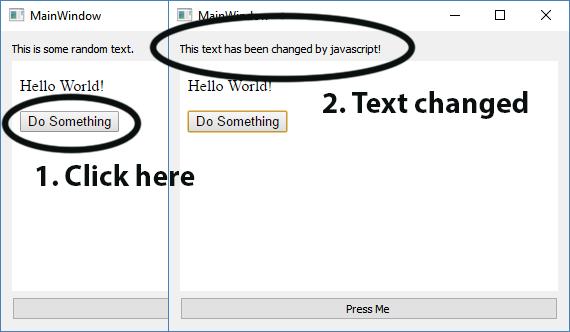 MainWindow
This is some random text.
Hello World!
Do Something
1. Click here
MainWindow
This text has been changed by javascript!
Hello World!
Do Something
2. Text changed
Press Me